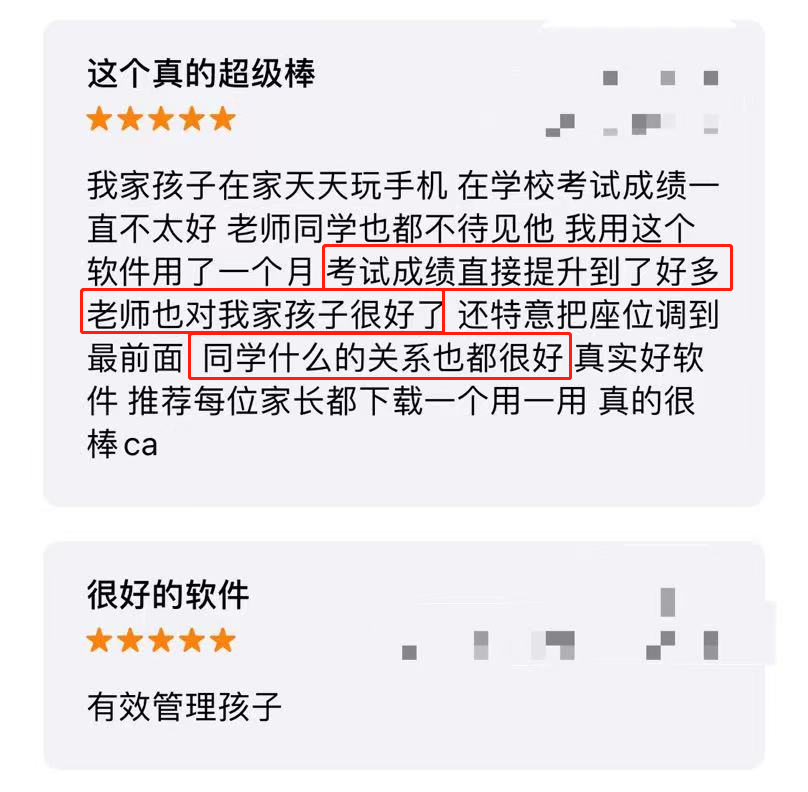 这个真的超级棒
我家孩子在家天天玩手机 在学校考试成绩一
直不太好 老师同学也都不待见他 我用这个
软件用了一个月 考试成绩直接提升到了好多
老师也对我家孩子很好了 还特意把座位调到
最前面 同学什么的关系也都很好 真实好软
件 推荐每位家长都下载一个用一用 真的很
棒ca
很好的软件
有效管理孩子